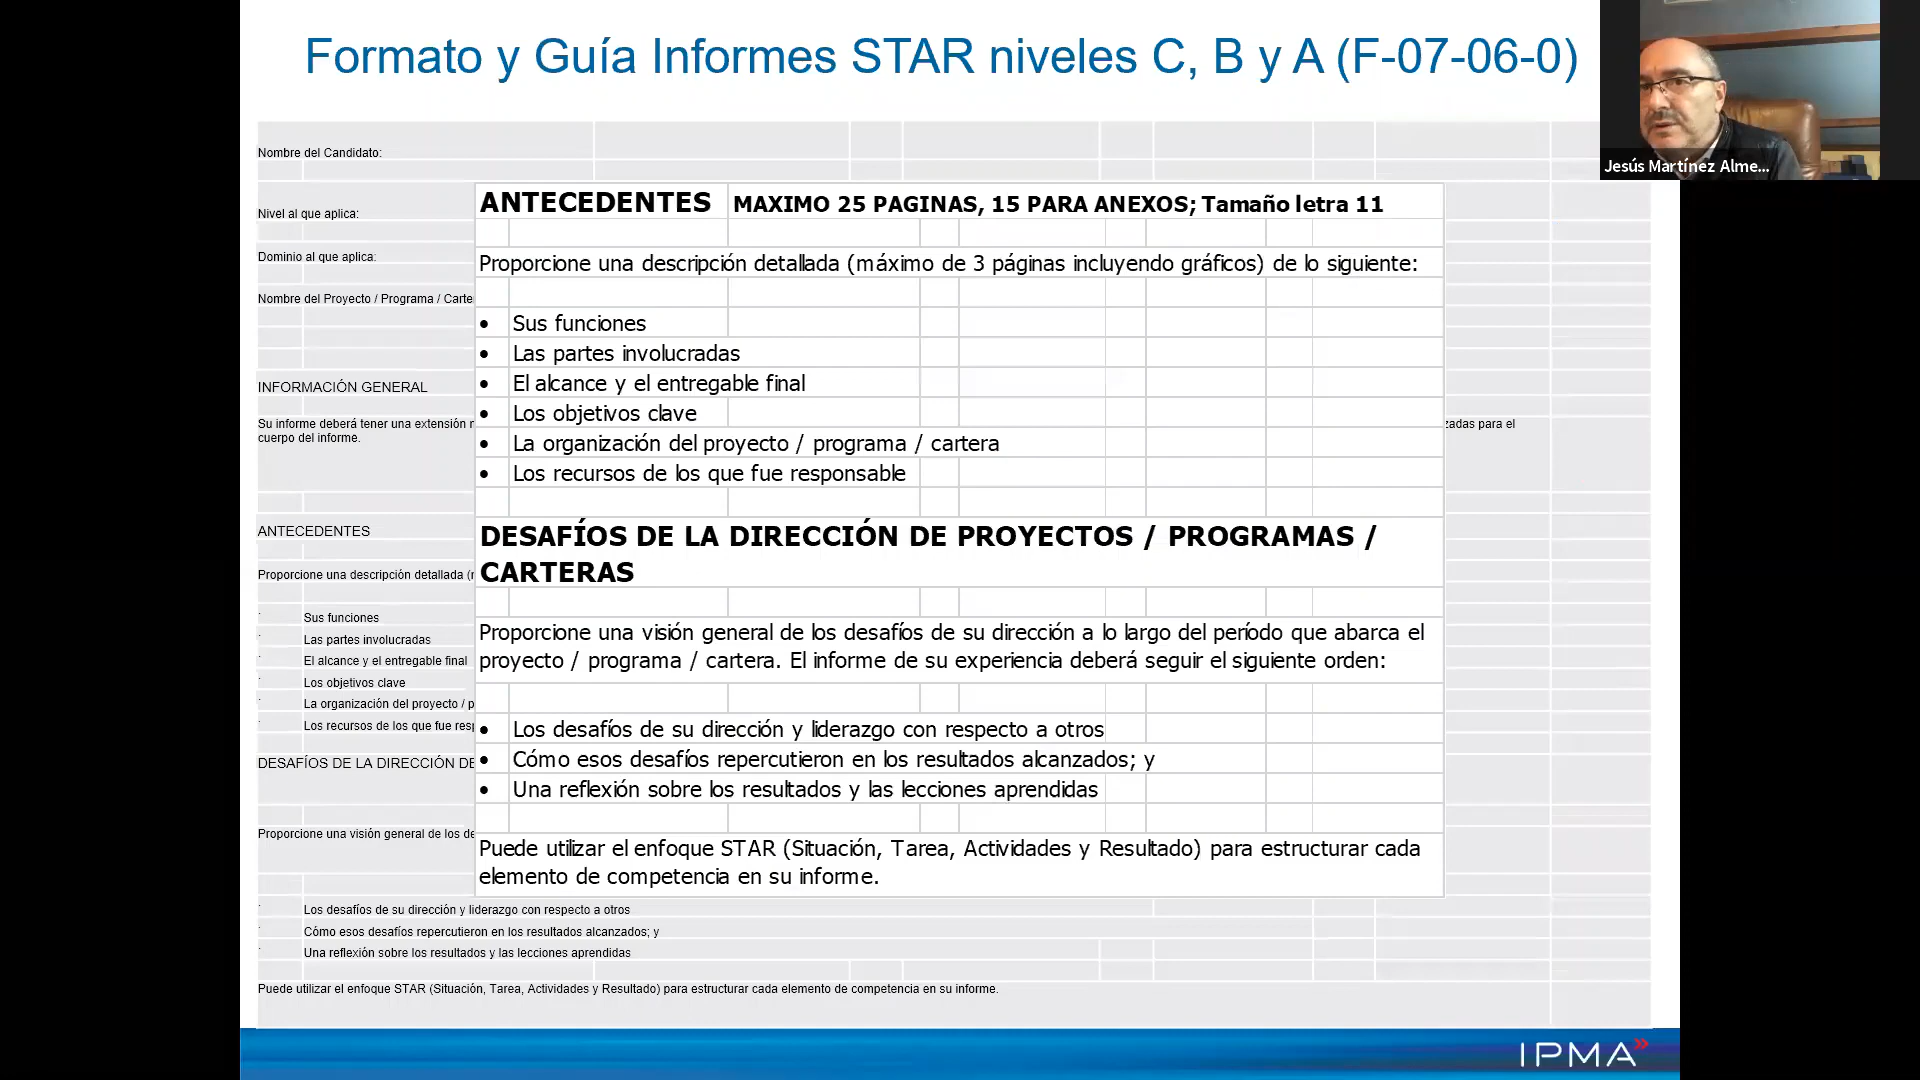 Formato y Guía Informes STAR niveles C, B y A (F-07-06-0)
Jesús Martínez Alme...
Nombre del Candidato:
Nivel al que aplica:
Dominio al que aplica:
Nombre del Proyecto / Programa / Carte
INFORMACIÓN GENERAL
Su informe deberá tener una extensión
zadas para el
cuerpo del informe.
ANTECEDENTES
Proporcione una descripción detallada
Sus funciones
Las partes involucradas
El alcance y el entregable final
Los objetivos clave
La organización del proyecto / p
Los recursos de los que fue resp
DESAFÍOS DE LA DIRECCIÓN DE
Proporcione una visión general de los de
ANTECEDENTES MAXIMO 25 PAGINAS, 15 PARA ANEXOS; Tamaño letra 11
Proporcione una descripción detallada (máximo de 3 páginas incluyendo gráficos) de lo siguiente:
• Sus funciones
• Las partes involucradas
• El alcance y el entregable final
• Los objetivos clave
• La organización del proyecto / programa / cartera
• Los recursos de los que fue responsable
DESAFÍOS DE LA DIRECCIÓN DE PROYECTOS / PROGRAMAS /
CARTERAS
Proporcione una visión general de los desafíos de su dirección a lo largo del período que abarca el
proyecto / programa / cartera. El informe de su experiencia deberá seguir el siguiente orden:
• Los desafíos de su dirección y liderazgo con respecto a otros
• Cómo esos desafíos repercutieron en los resultados alcanzados; y
• Una reflexión sobre los resultados y las lecciones aprendidas
Puede utilizar el enfoque STAR (Situación, Tarea, Actividades y Resultado) para estructurar cada
elemento de competencia en su informe.
Los desafíos de su dirección y liderazgo con respecto a otros
Cómo esos desafíos repercutieron en los resultados alcanzados; y
Una reflexión sobre los resultados y las lecciones aprendidas
Puede utilizar el enfoque STAR (Situación, Tarea, Actividades y Resultado) para estructurar cada elemento de competencia en su informe.
IPMA